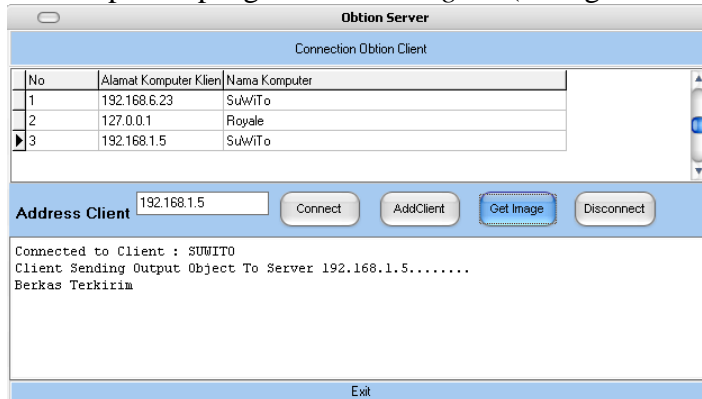 Obtion Server
Connection Obtion Client
No Alamat Komputer Klien Nama Komputer
1 192.168.6.23 SuWiTo
2 127.0.0.1 Royale
3 192.168.1.5 SuWiTo
Address Client 192.168.1.5 Connect AddClient Get Image Disconnect
Connected to Client : SUWITO
Client Sending Output Object To Server 192.168.1.5........
Berkas Terkirim
Exit